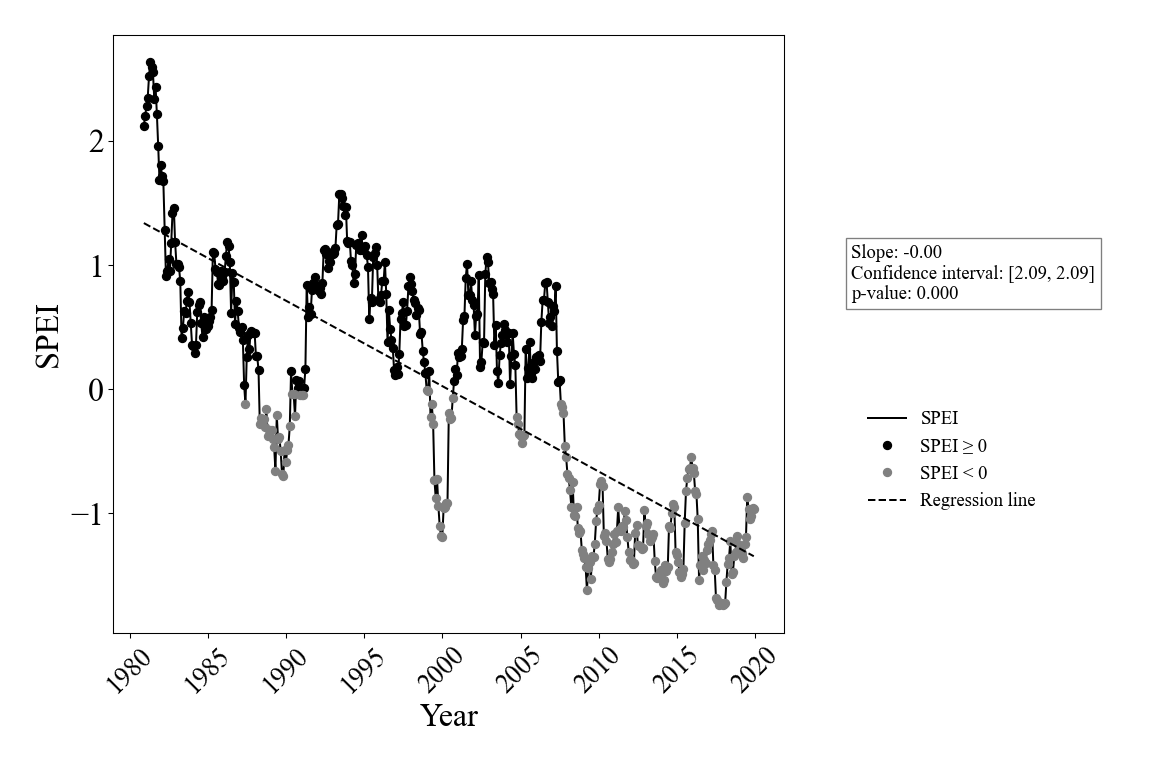 2
1
0
−1
SPEI
1980
1985
1990
1995
2000
2005
2010
2015
2020
Year
Slope: -0.00
Confidence interval: [2.09, 2.09]
p-value: 0.000
SPEI
SPEI ≥ 0
SPEI < 0
Regression line